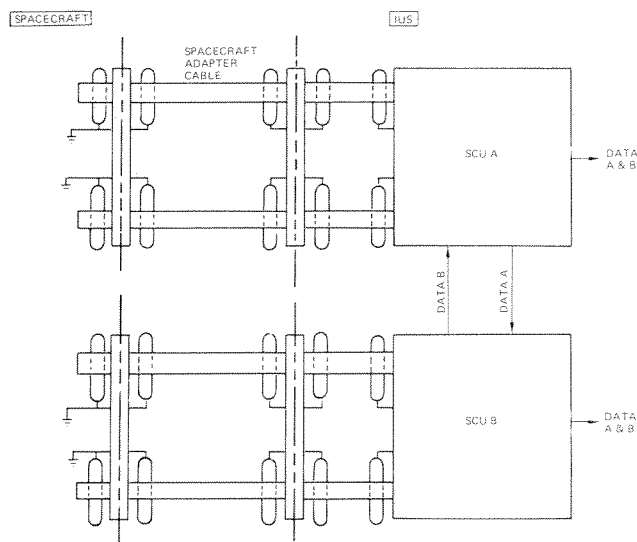 SPACECRAFT
IUS
SPACECRAFT
ADAPTER
CABLE
SCU A
DATA
A & B
DATA B
DATA A
SCU B
DATA
A & B